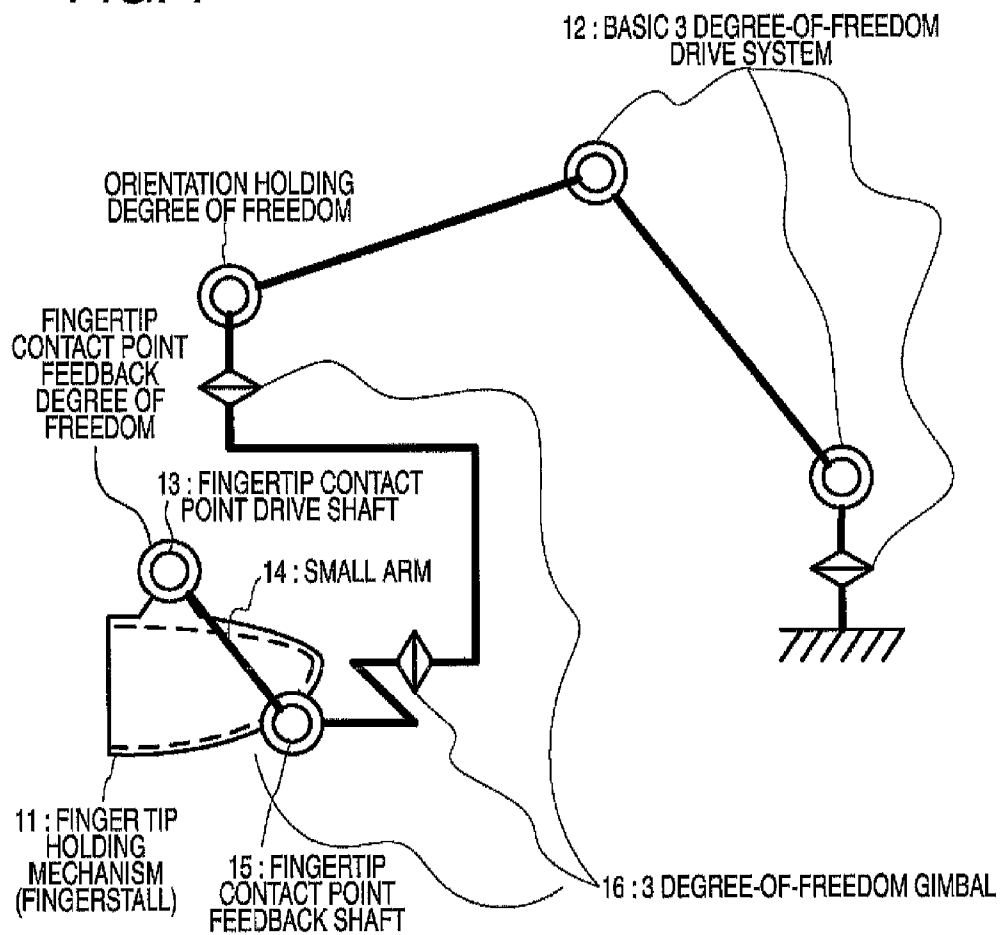 12 : BASIC 3 DEGREE-OF-FREEDOM
DRIVE SYSTEM
ORIENTATION HOLDING
DEGREE OF FREEDOM
FINGERTIP
CONTACT POINT
FEEDBACK
DEGREE OF
FREEDOM
13 : FINGERTIP CONTACT
POINT DRIVE SHAFT
14 : SMALL ARM
11 : FINGER TIP
HOLDING
MECHANISM
(FINGERSTALL)
15 : FINGERTIP
CONTACT POINT
FEEDBACK SHAFT
16 : 3 DEGREE-OF-FREEDOM GIMBAL